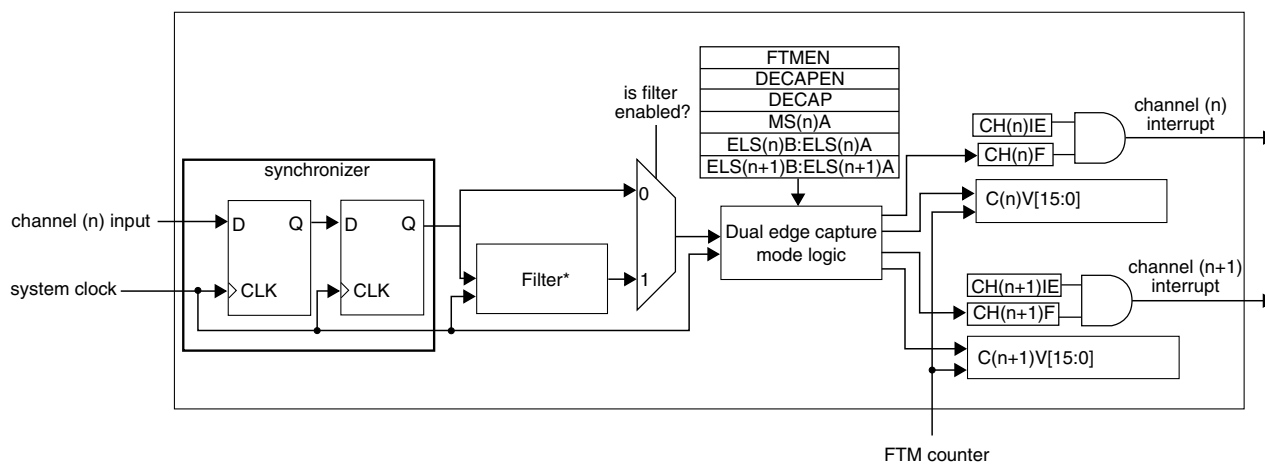 FTMEN
DECAPEN
DECAP
MS(n)A
ELS(n)B:ELS(n)A
ELS(n+1)B:ELS(n+1)A
is filter
enabled?
synchronizer
channel (n) input
D Q
D Q
CLK
CLK
system clock
Filter*
0
1
Dual edge capture
mode logic
CH(n)IE
CH(n)F
channel (n)
interrupt
C(n)V[15:0]
CH(n+1)IE
CH(n+1)F
channel (n+1)
interrupt
C(n+1)V[15:0]
FTM counter